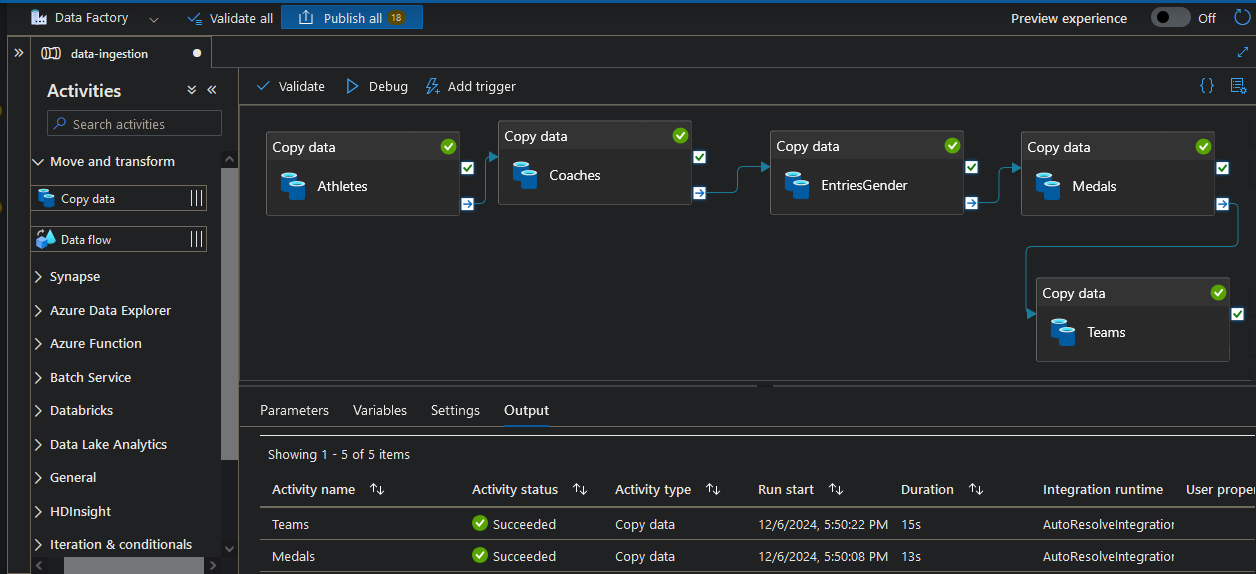 Data Factory
Validate all
Publish all 18
Preview experience
Off
data-ingestion
Activities
Search activities
Move and transform
Copy data
Data flow
Synapse
Azure Data Explorer
Azure Function
Batch Service
Databricks
Data Lake Analytics
General
HDInsight
Iteration & conditionals
Validate
Debug
Add trigger
{}
Copy data
Athletes
Copy data
Coaches
Copy data
EntriesGender
Copy data
Medals
Copy data
Teams
Parameters Variables Settings Output
Showing 1 - 5 of 5 items
Activity name Activity status Activity type Run start Duration Integration runtime User proper
Teams Succeeded Copy data 12/6/2024, 5:50:22 PM 15s AutoResolveIntegration
Medals Succeeded Copy data 12/6/2024, 5:50:08 PM 13s AutoResolveIntegration